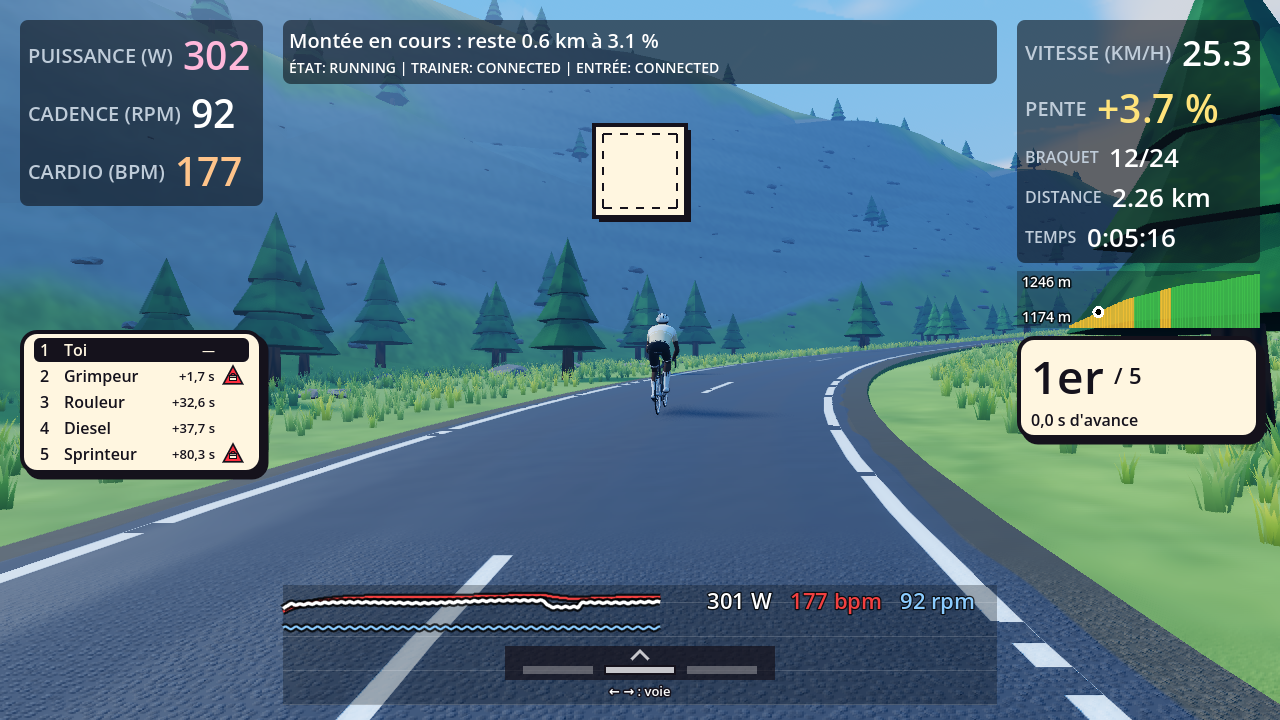 PUISSANCE (W) 302
CADENCE (RPM) 92
CARDIO (BPM) 177
Montée en cours : reste 0.6 km à 3.1 %
ÉTAT: RUNNING | TRAINER: CONNECTED | ENTRÉE: CONNECTED
VITESSE (KM/H) 25.3
PENTE +3.7 %
BRAQUET 12/24
DISTANCE 2.26 km
TEMPS 0:05:16
1246 m
1174 m
1 Toi —
2 Grimpeur +1,7 s
3 Rouleur +32,6 s
4 Diesel +37,7 s
5 Sprinteur +80,3 s
1er / 5
0,0 s d'avance
301 W 177 bpm 92 rpm
← → : voie